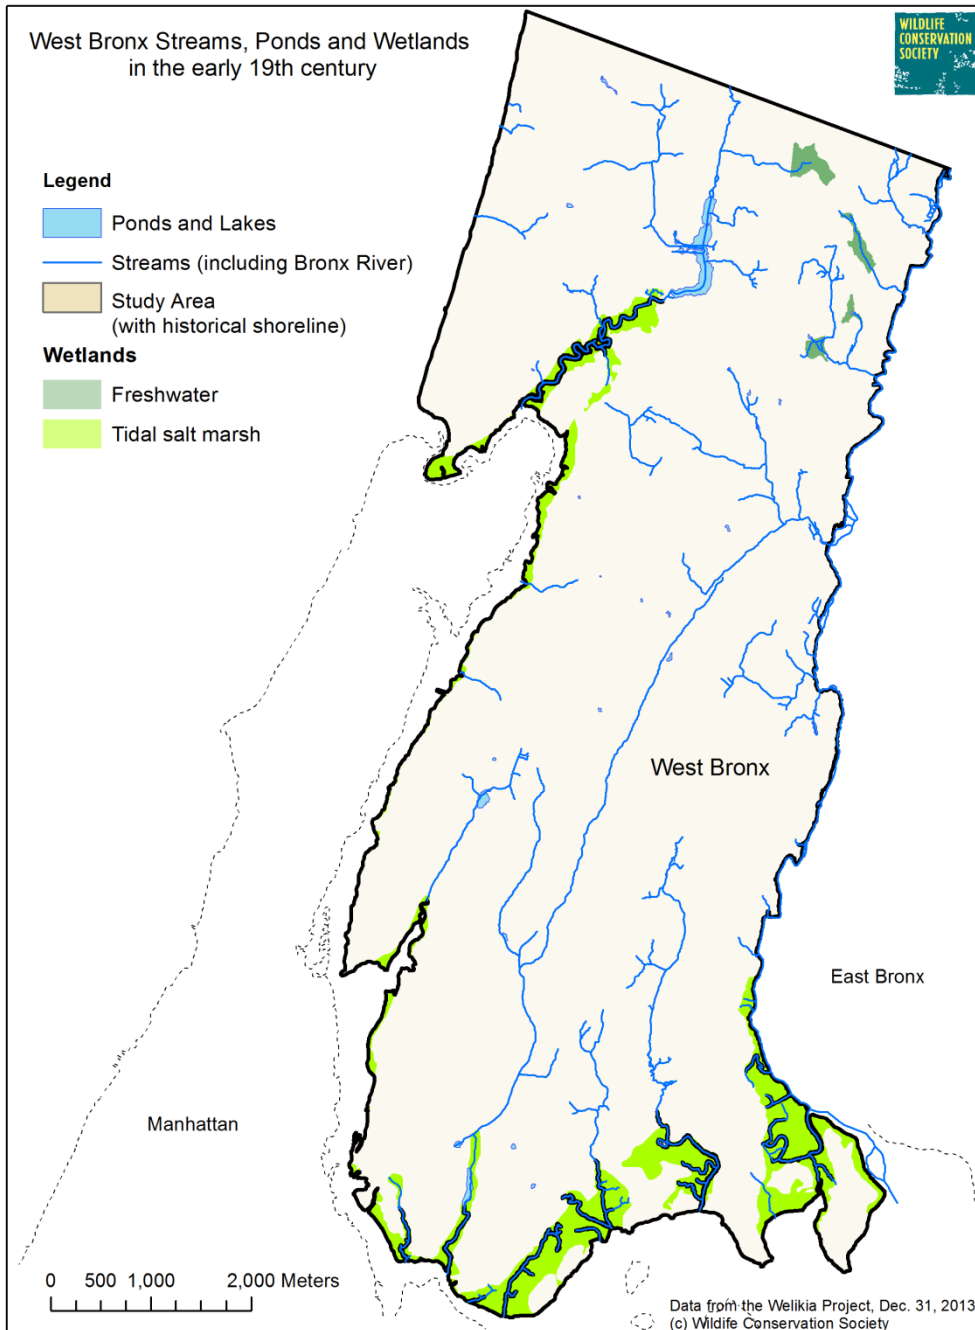 West Bronx Streams, Ponds and Wetlands
in the early 19th century
WILDLIFE
CONSERVATION
SOCIETY
Legend
Ponds and Lakes
Streams (including Bronx River)
Study Area
(with historical shoreline)
Wetlands
Freshwater
Tidal salt marsh
West Bronx
East Bronx
Manhattan
0 500 1,000 2,000 Meters
Data from the Welikia Project, Dec. 31, 2013
(c) Wildlife Conservation Society